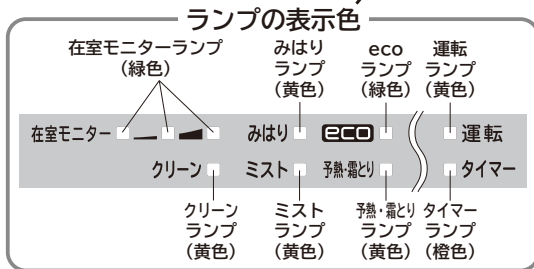 ランプの表示色
在室モニターランプ
(緑色)
みはり
ランプ
(黄色)
eco
ランプ
(緑色)
運転
ランプ
(黄色)
在室モニター
みはり
eco
運転
クリーン
ミスト
予熱・霜とり
タイマー
クリーン
ランプ
(黄色)
ミスト
ランプ
(黄色)
予熱・霜とり
ランプ
(黄色)
タイマー
ランプ
(橙色)